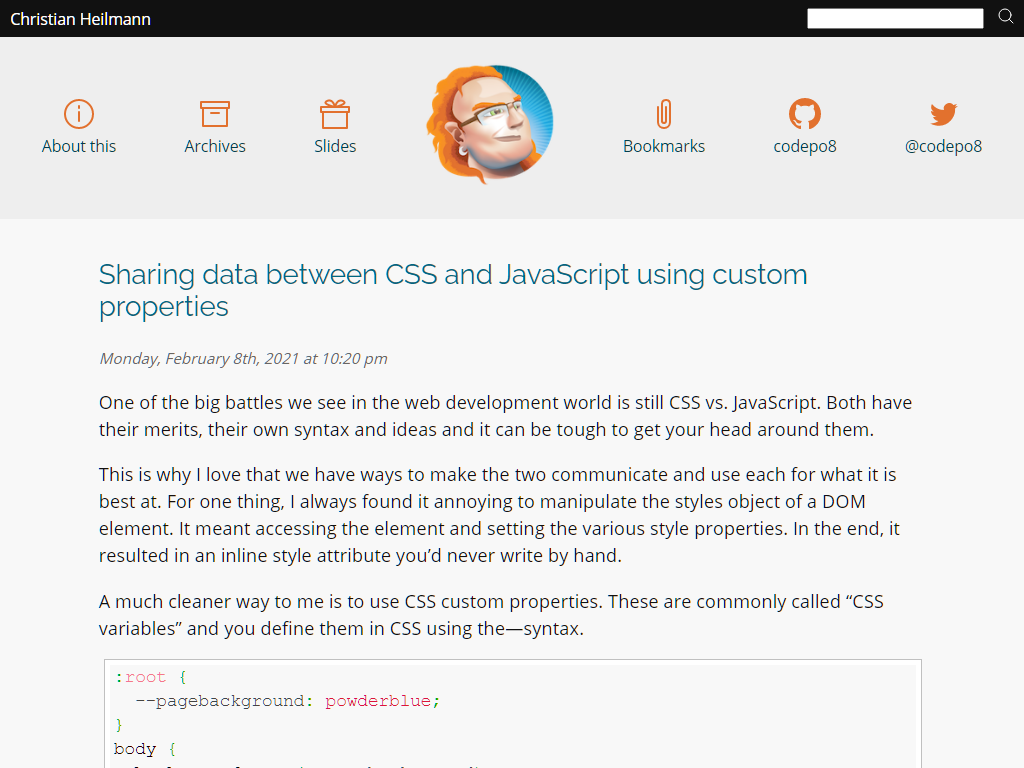 Christian Heilmann
About this
Archives
Slides
Bookmarks
codepo8
@codepo8
Sharing data between CSS and JavaScript using custom
properties
Monday, February 8th, 2021 at 10:20 pm
One of the big battles we see in the web development world is still CSS vs. JavaScript. Both have
their merits, their own syntax and ideas and it can be tough to get your head around them.
This is why I love that we have ways to make the two communicate and use each for what it is
best at. For one thing, I always found it annoying to manipulate the styles object of a DOM
element. It meant accessing the element and setting the various style properties. In the end, it
resulted in an inline style attribute you’d never write by hand.
A much cleaner way to me is to use CSS custom properties. These are commonly called “CSS
variables” and you define them in CSS using the—syntax.
:root {
  --pagebackground: powderblue;
}
body {